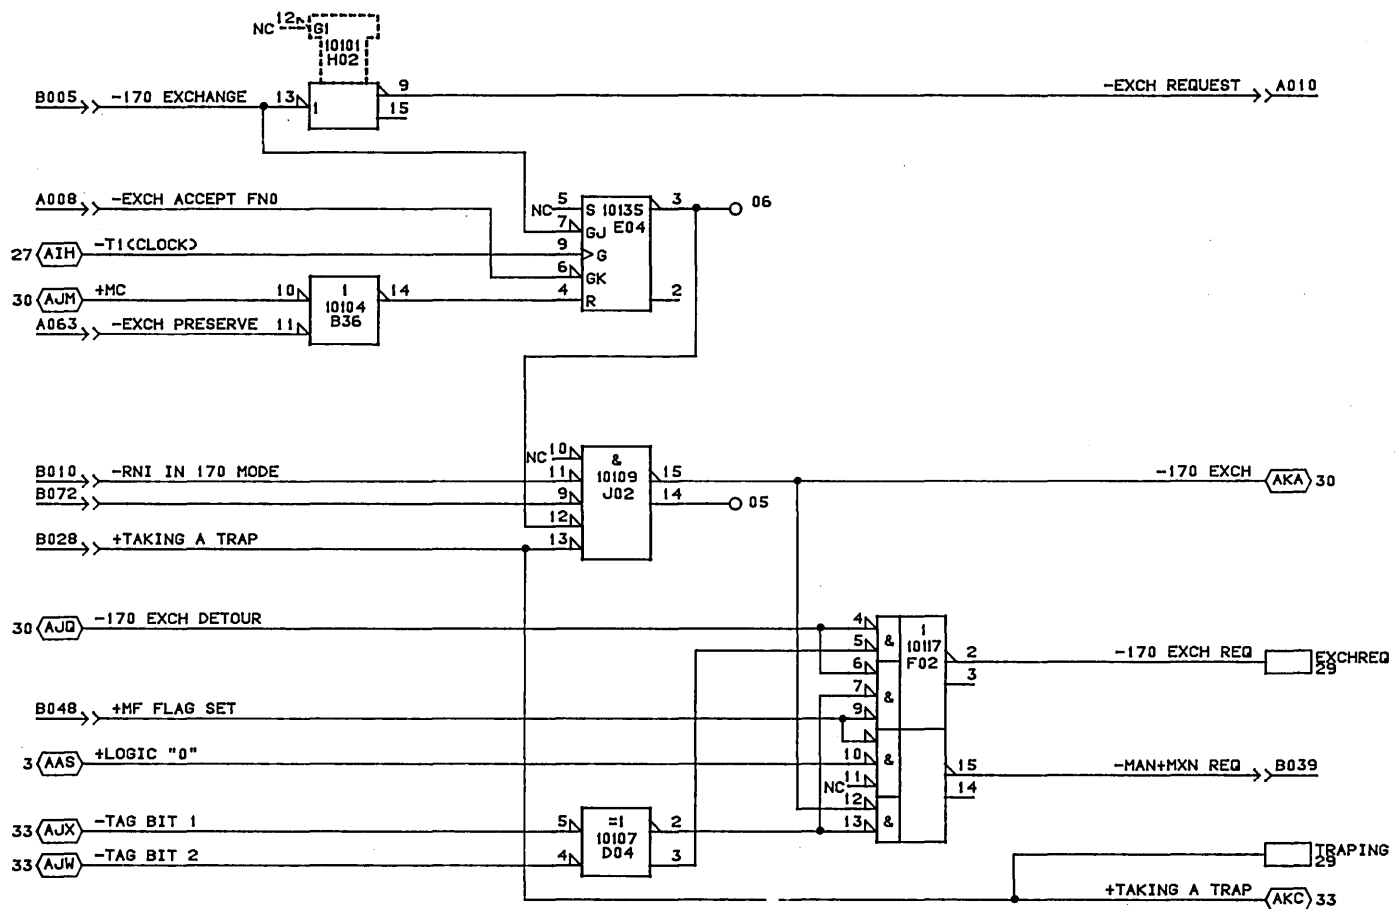 NC 12 G1
10101
H02
B005 -170 EXCHANGE 13 1 9 -EXCH REQUEST A010
15
A008 -EXCH ACCEPT FN0 NC 5 S 10135 3 06
7 GJ E04
27 AIH -T1(CLOCK) 9 G
6 GK
30 AJM +MC 10 1 14 4 R 2
10104
A063 -EXCH PRESERVE 11 B36
NC 10 &
B010 -RNI IN 170 MODE 11 10109 15 -170 EXCH AKA 30
B072 9 J02 14 05
12
B028 +TAKING A TRAP 13
30 AJQ -170 EXCH DETOUR 4 1
5 & 10117 2 -170 EXCH REQ EXCHREQ
6 F02 3 29
7 &
B048 +MF FLAG SET 9
3 AAS +LOGIC "0" 10 & 15 -MAN+MXN REQ B039
NC 11 14
12
33 AJX -TAG BIT 1 5 =1 2 13 &
10107
33 AJW -TAG BIT 2 4 D04 3 TRAPING
29
+TAKING A TRAP AKC 33